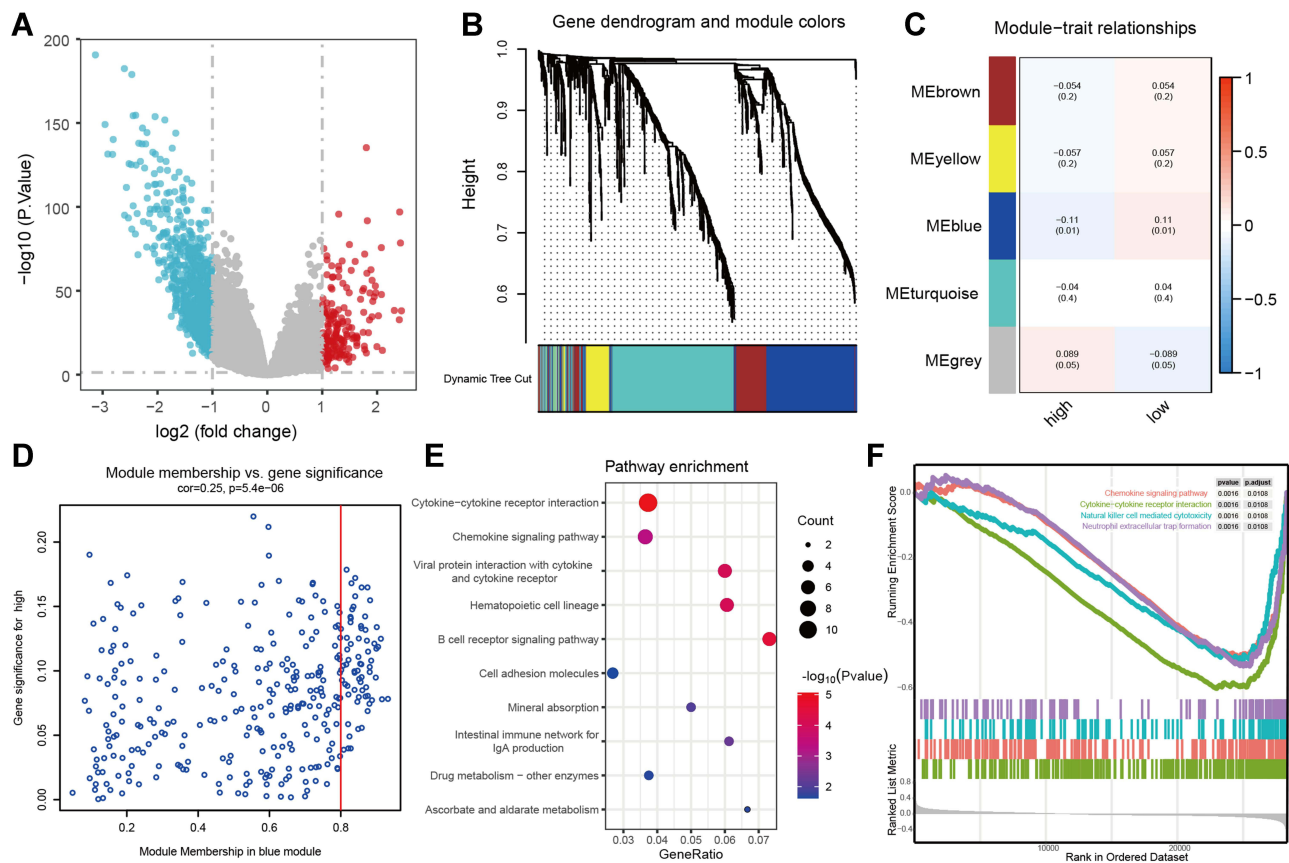 A
200
150
100
50
0
−3
−2
−1
0
1
2
−log10 (P.Value)
log2 (fold change)
B
Gene dendrogram and module colors
1.0
0.9
0.8
0.7
0.6
Height
Dynamic Tree Cut
C
Module−trait relationships
MEbrown
−0.054
(0.2)
0.054
(0.2)
MEyellow
−0.057
(0.2)
0.057
(0.2)
MEblue
−0.11
(0.01)
0.11
(0.01)
MEturquoise
−0.04
(0.4)
0.04
(0.4)
MEgrey
0.089
(0.05)
−0.089
(0.05)
high
low
1
0.5
0
−0.5
−1
D
Module membership vs. gene significance
cor=0.25, p=5.4e−06
0.20
0.15
0.10
0.05
0.00
Gene significance for high
0.2
0.4
0.6
0.8
Module Membership in blue module
E
Pathway enrichment
Cytokine−cytokine receptor interaction
Chemokine signaling pathway
Viral protein interaction with cytokine
and cytokine receptor
Hematopoietic cell lineage
B cell receptor signaling pathway
Cell adhesion molecules
Mineral absorption
Intestinal immune network for
IgA production
Drug metabolism − other enzymes
Ascorbate and aldarate metabolism
0.03
0.04
0.05
0.06
0.07
GeneRatio
Count
2
4
6
8
10
-log10(Pvalue)
5
4
3
2
F
pvalue p.adjust
Chemokine signaling pathway 0.0016 0.0108
Cytokine−cytokine receptor interaction 0.0016 0.0108
Natural killer cell mediated cytotoxicity 0.0016 0.0108
Neutrophil extracellular trap formation 0.0016 0.0108
0.0
−0.2
−0.4
−0.6
Running Enrichment Score
0.8
0.4
0.0
−0.4
Ranked List Metric
10000
20000
Rank in Ordered Dataset